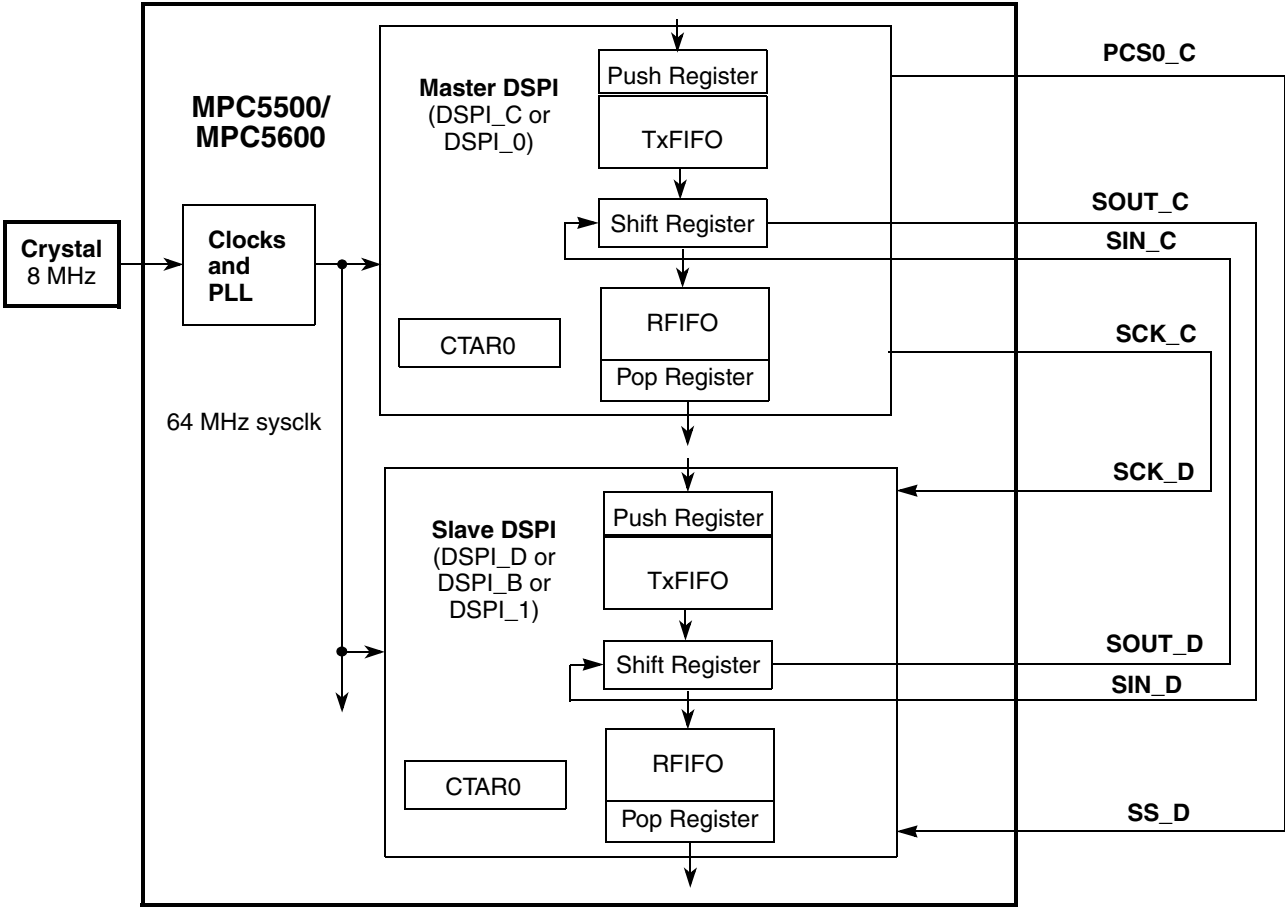 MPC5500/
MPC5600
Crystal
8 MHz
Clocks
and
PLL
64 MHz sysclk
Master DSPI
(DSPI_C or
DSPI_0)
Push Register
TxFIFO
Shift Register
RFIFO
Pop Register
CTAR0
PCS0_C
SOUT_C
SIN_C
SCK_C
Slave DSPI
(DSPI_D or
DSPI_B or
DSPI_1)
Push Register
TxFIFO
Shift Register
RFIFO
Pop Register
CTAR0
SCK_D
SOUT_D
SIN_D
SS_D